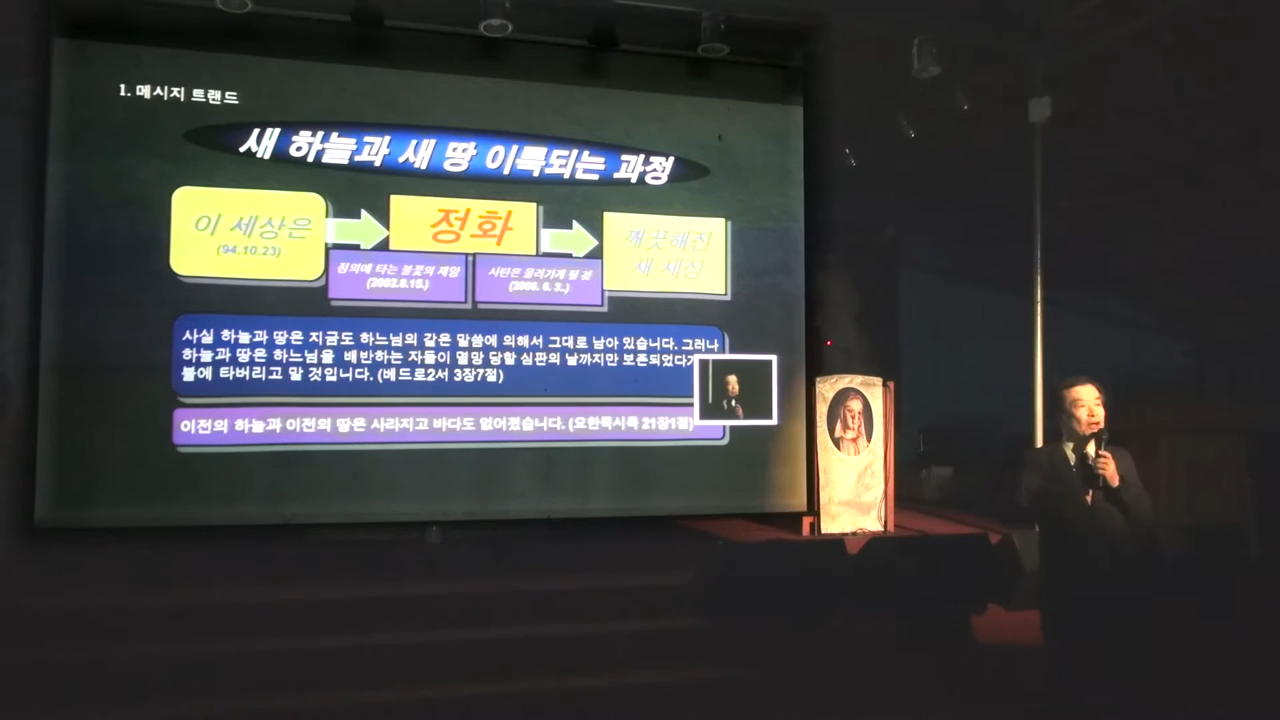 1. 메시지 트랜드
새 하늘과 새 땅 이룩되는 과정
이 세상은
(94.10.23)
정화
정의에 타는 불꽃의 재앙
(2002.8.15.)
사탄은 물러가게 될 것
(2006. 6. 3..)
깨끗해진
새 세상
사실 하늘과 땅은 지금도 하느님의 같은 말씀에 의해서 그대로 남아 있습니다. 그러나
하늘과 땅은 하느님을 배반하는 자들이 멸망 당할 심판의 날까지만 보존되었다가
불에 타버리고 말 것입니다. (베드로2서 3장7절)
이전의 하늘과 이전의 땅은 사라지고 바다도 없어졌습니다. (요한묵시록 21장1절)